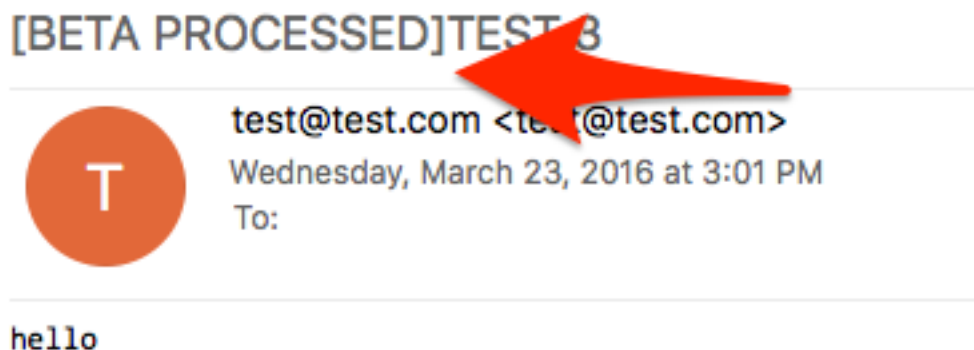 [BETA PROCESSED]TEST 3
test@test.com <test@test.com>
Wednesday, March 23, 2016 at 3:01 PM
T
To:
hello